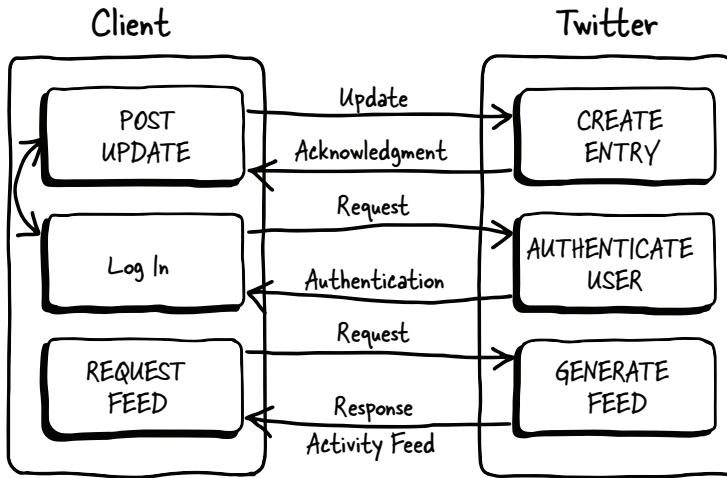 Client
Twitter
POST
UPDATE
Update
Acknowledgment
CREATE
ENTRY
Log In
Request
Authentication
AUTHENTICATE
USER
REQUEST
FEED
Request
Response
Activity Feed
GENERATE
FEED